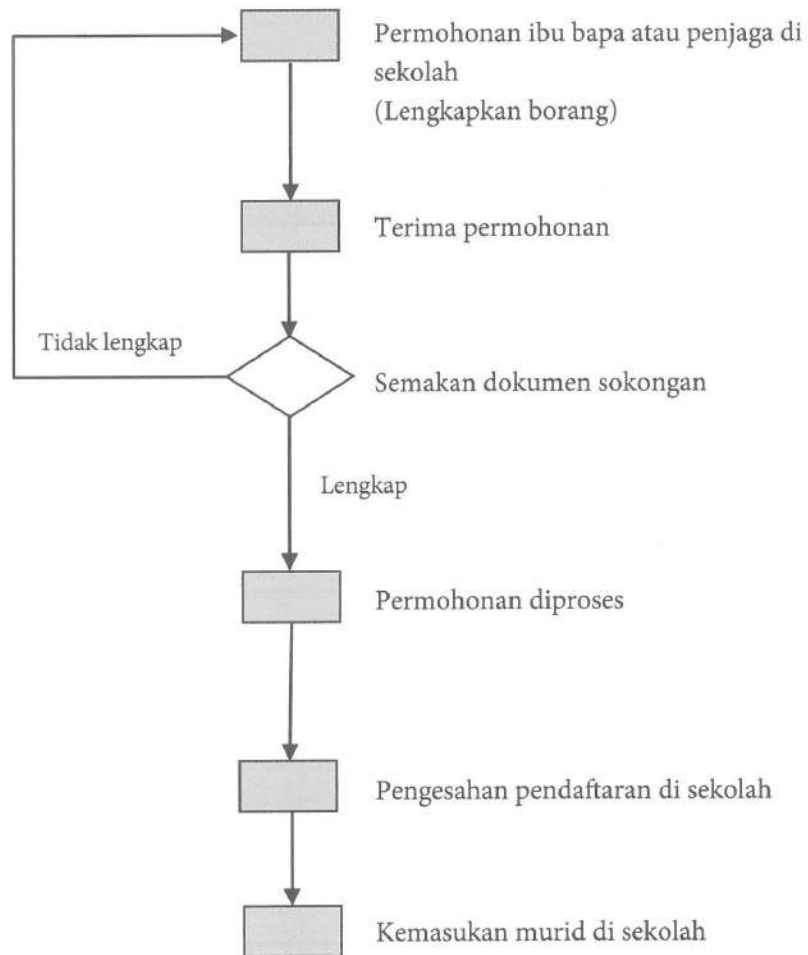 Permohonan ibu bapa atau penjaga di
sekolah
(Lengkapkan borang)
Terima permohonan
Tidak lengkap
Semakan dokumen sokongan
Lengkap
Permohonan diproses
Pengesahan pendaftaran di sekolah
Kemasukan murid di sekolah